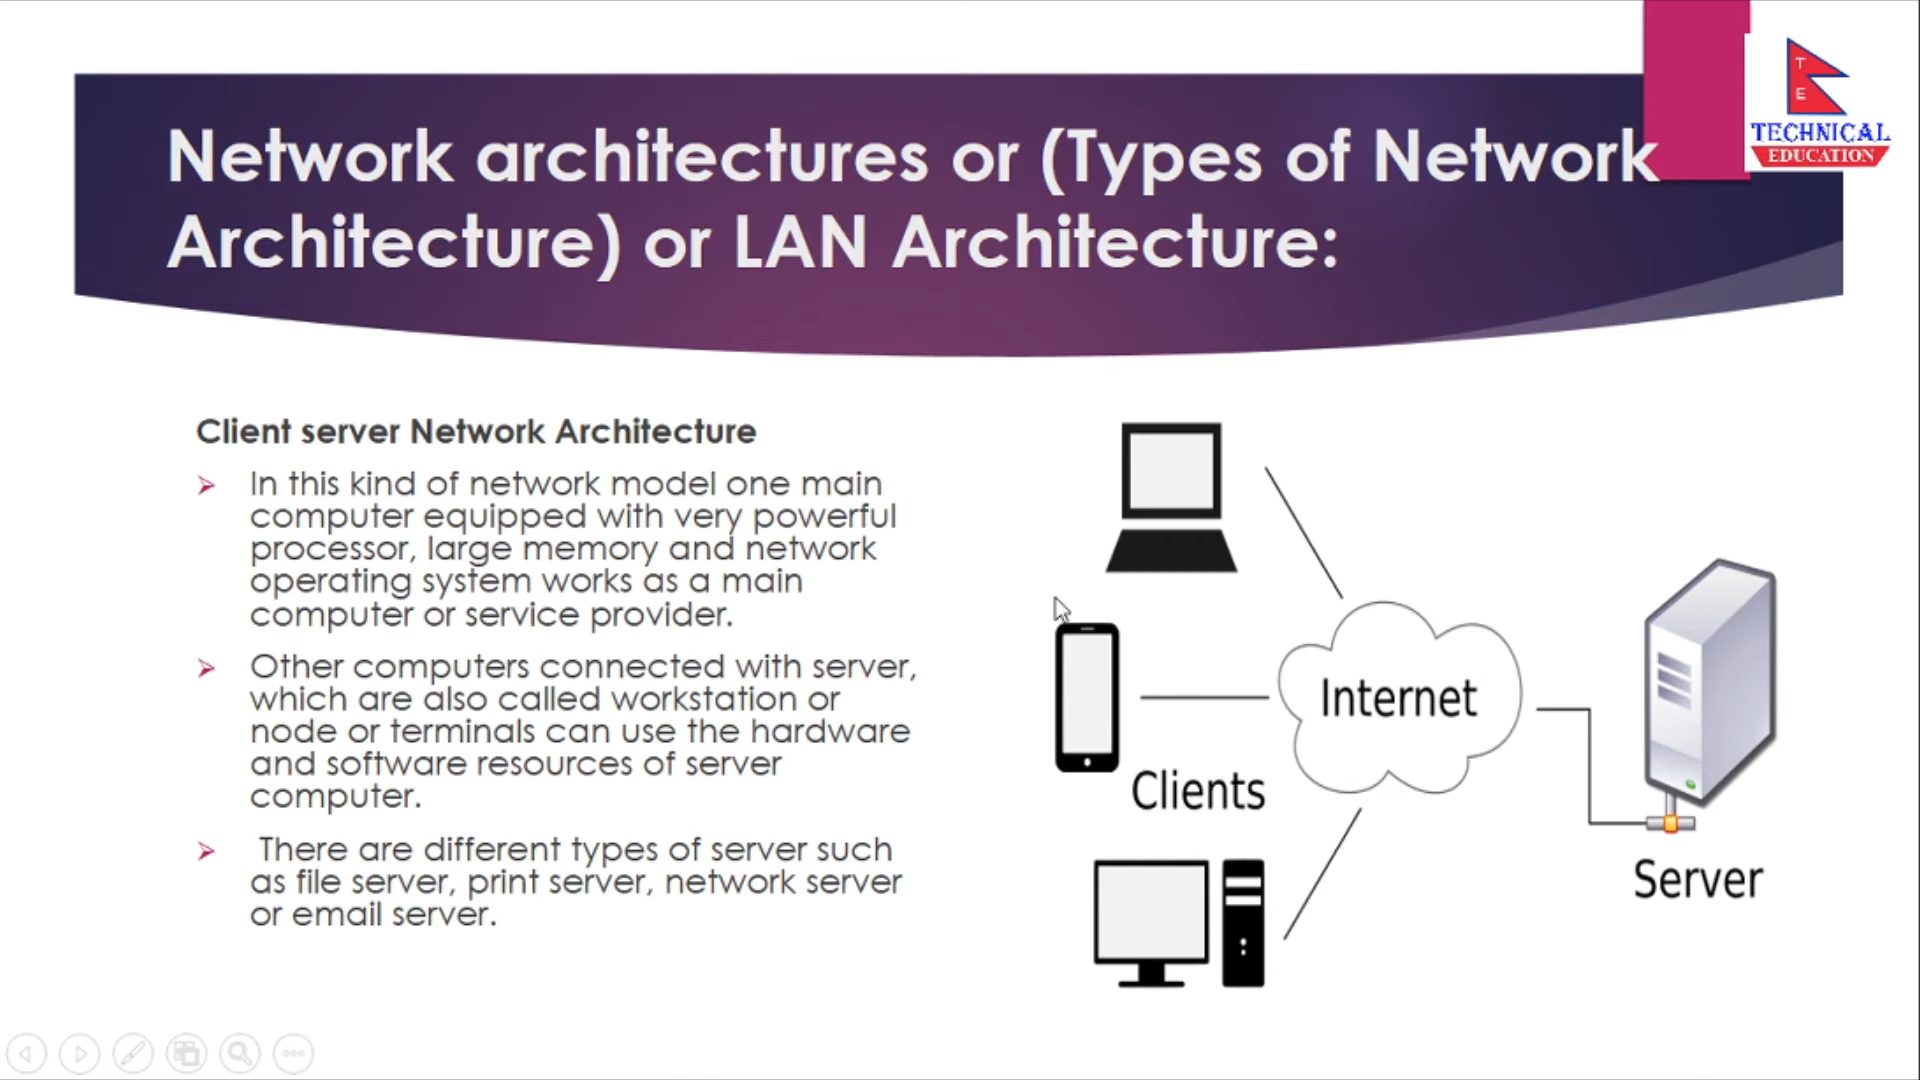 T
E
TECHNICAL
EDUCATION
Network architectures or (Types of Network
Architecture) or LAN Architecture:
Client server Network Architecture
In this kind of network model one main
computer equipped with very powerful
processor, large memory and network
operating system works as a main
computer or service provider.
Other computers connected with server,
which are also called workstation or
node or terminals can use the hardware
and software resources of server
computer.
There are different types of server such
as file server, print server, network server
or email server.
Internet
Clients
Server